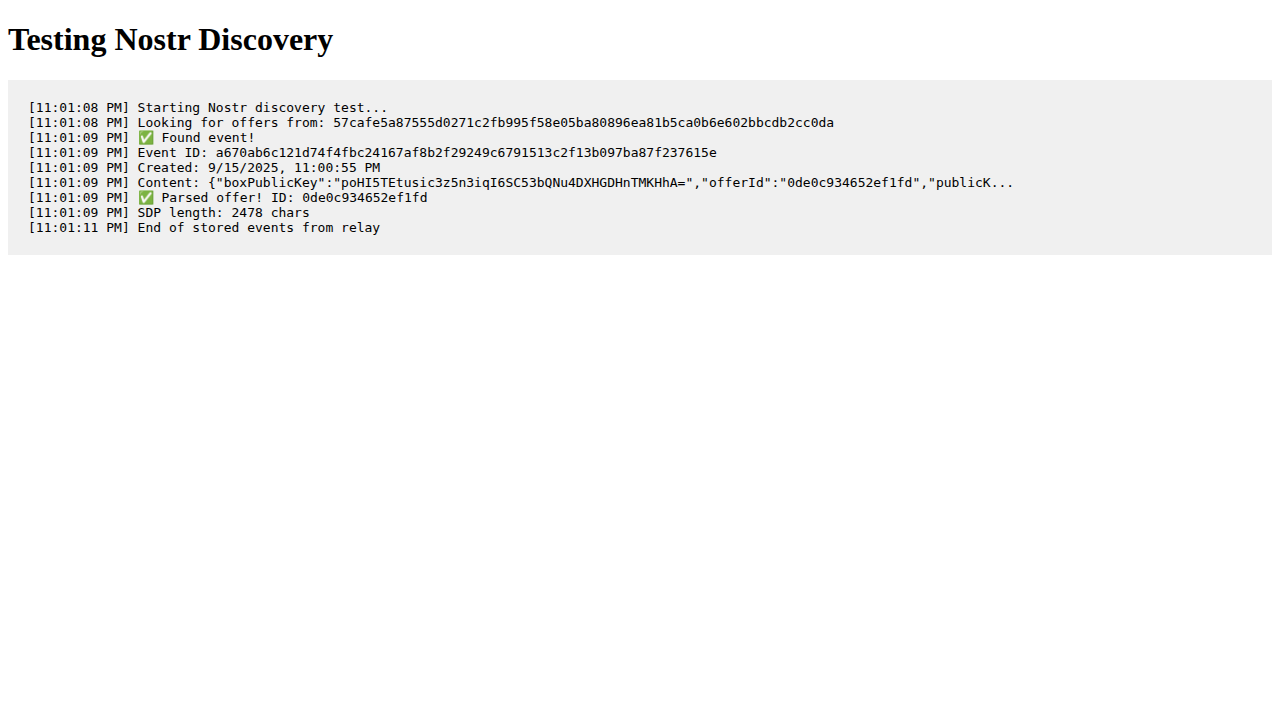 Testing Nostr Discovery
[11:01:08 PM] Starting Nostr discovery test...
[11:01:08 PM] Looking for offers from: 57cafe5a87555d0271c2fb995f58e05ba80896ea81b5ca0b6e602bbcdb2cc0da
[11:01:09 PM] ✅ Found event!
[11:01:09 PM] Event ID: a670ab6c121d74f4fbc24167af8b2f29249c6791513c2f13b097ba87f237615e
[11:01:09 PM] Created: 9/15/2025, 11:00:55 PM
[11:01:09 PM] Content: {"boxPublicKey":"poHI5TEtusic3z5n3iqI6SC53bQNu4DXHGDHnTMKHhA=","offerId":"0de0c934652ef1fd","publicK...
[11:01:09 PM] ✅ Parsed offer! ID: 0de0c934652ef1fd
[11:01:09 PM] SDP length: 2478 chars
[11:01:11 PM] End of stored events from relay